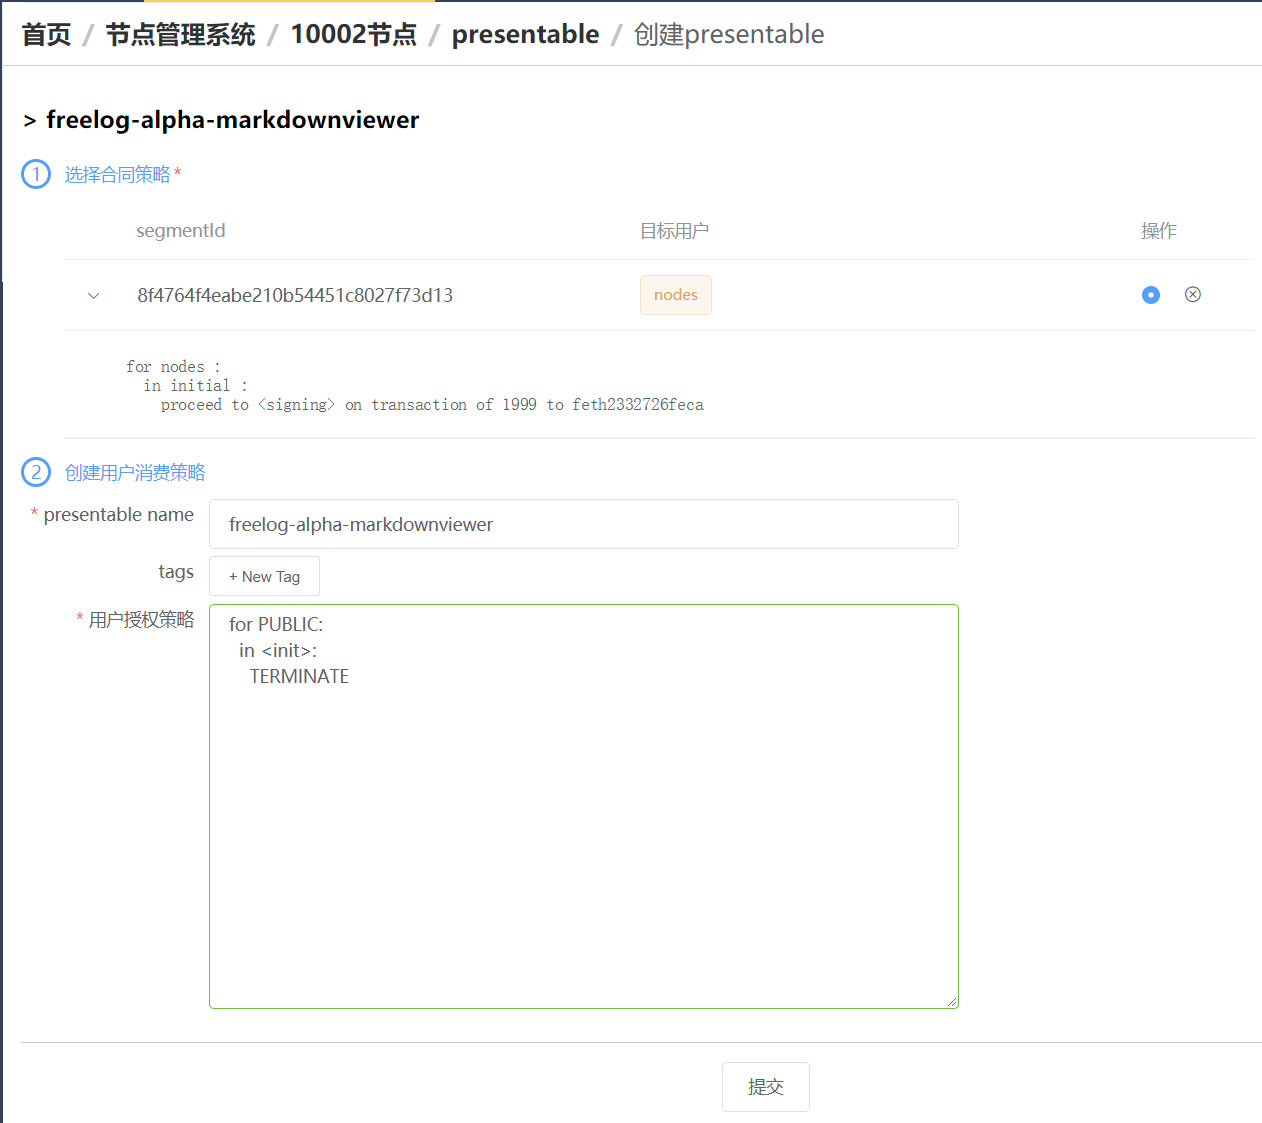 首页 / 节点管理系统 / 10002节点 / presentable / 创建presentable
> freelog-alpha-markdownviewer
1 选择合同策略 *
segmentId 目标用户 操作
8f4764f4eabe210b54451c8027f73d13 nodes
for nodes :
in initial :
proceed to <signing> on transaction of 1999 to feth2332726feca
2 创建用户消费策略
* presentable name freelog-alpha-markdownviewer
tags + New Tag
* 用户授权策略 for PUBLIC:
in <init>:
TERMINATE
提交